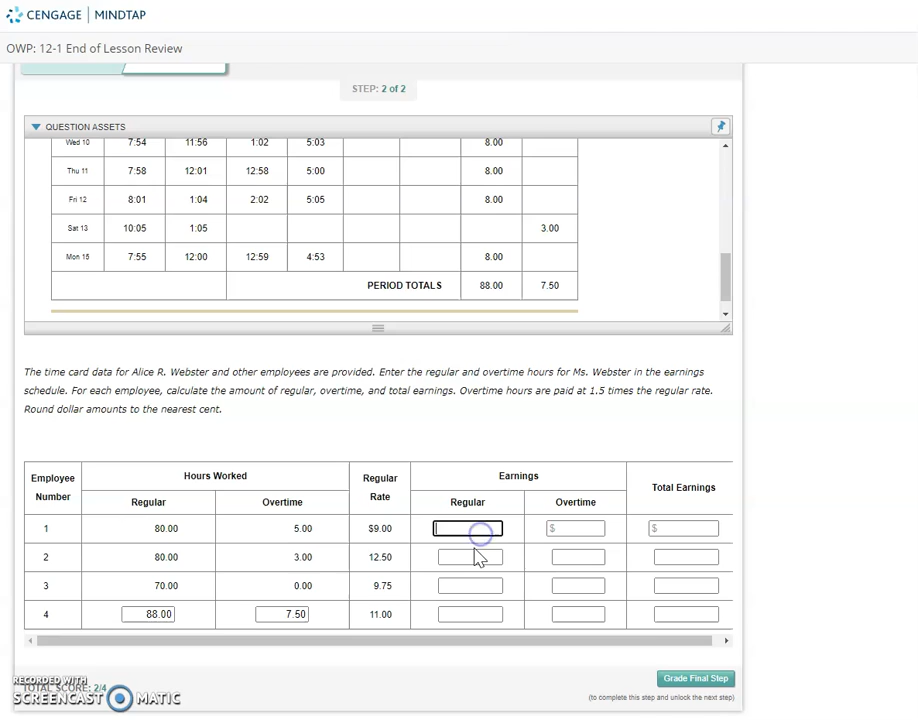 CENGAGE | MINDTAP
OWP: 12-1 End of Lesson Review
STEP: 2 of 2
QUESTION ASSETS
Wed 10 7:54 11:56 1:02 5:03 8.00
Thu 11 7:58 12:01 12:58 5:00 8.00
Fri 12 8:01 1:04 2:02 5:05 8.00
Sat 13 10:05 1:05 3.00
Mon 15 7:55 12:00 12:59 4:53 8.00
PERIOD TOTALS 88.00 7.50
The time card data for Alice R. Webster and other employees are provided. Enter the regular and overtime hours for Ms. Webster in the earnings
schedule. For each employee, calculate the amount of regular, overtime, and total earnings. Overtime hours are paid at 1.5 times the regular rate.
Round dollar amounts to the nearest cent.
Employee Number Hours Worked Regular Rate Earnings Total Earnings
Regular Overtime Regular Overtime
1 80.00 5.00 $9.00 $ $
2 80.00 3.00 12.50
3 70.00 0.00 9.75
4 88.00 7.50 11.00
Grade Final Step
(to complete this step and unlock the next step)
RECORDED WITH
TOTAL SCORE: 2/4
SCREENCAST MATIC